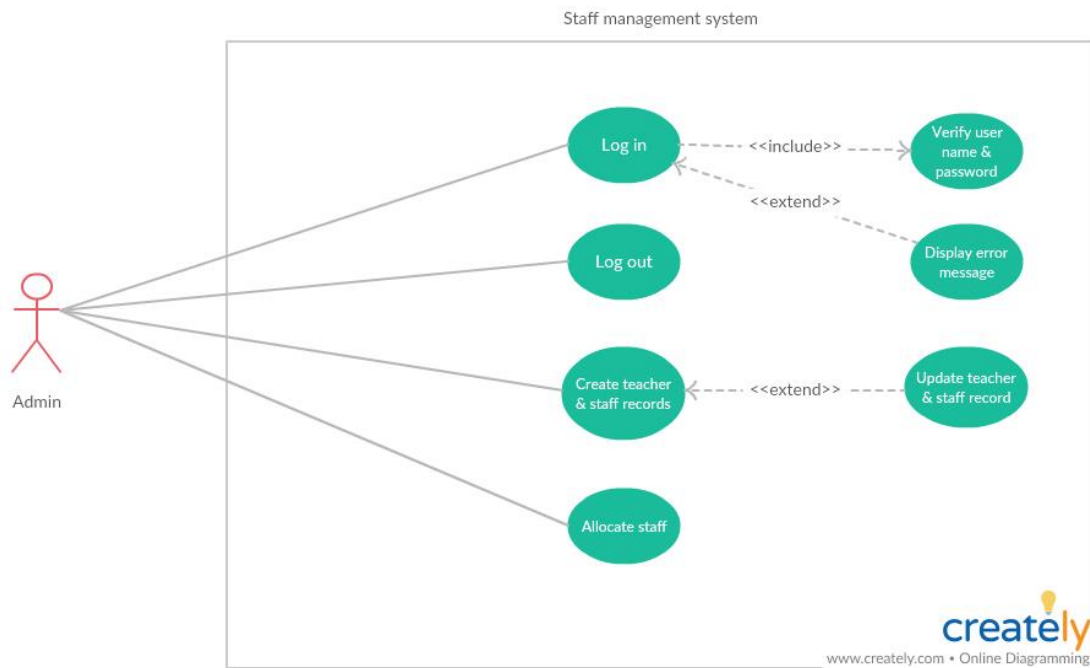 Staff management system
Log in
<<include>>
Verify user
name &
password
<<extend>>
Log out
Display error
message
Admin
Create teacher
& staff records
<<extend>>
Update teacher
& staff record
Allocate staff
creately
www.creately.com • Online Diagramming